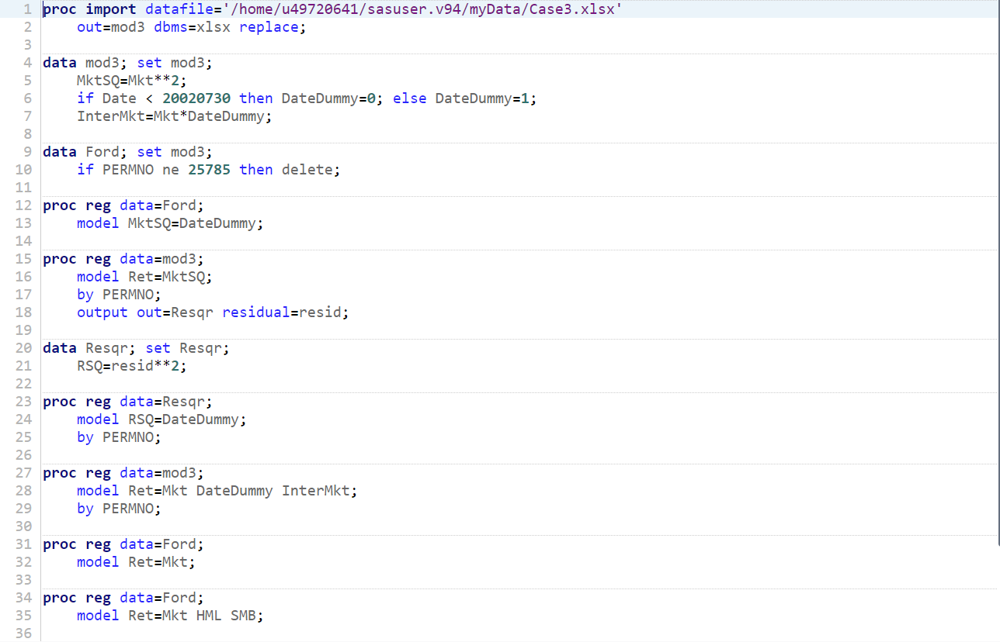 1 proc import datafile='/home/u49720641/sasuser.v94/myData/Case3.xlsx'
2 out=mod3 dbms=xlsx replace;
3
4 data mod3; set mod3;
5 MktSQ=Mkt**2;
6 if Date < 20020730 then DateDummy=0; else DateDummy=1;
7 InterMkt=Mkt*DateDummy;
8
9 data Ford; set mod3;
10 if PERMNO ne 25785 then delete;
11
12 proc reg data=Ford;
13 model MktSQ=DateDummy;
14
15 proc reg data=mod3;
16 model Ret=MktSQ;
17 by PERMNO;
18 output out=Resqr residual=resid;
19
20 data Resqr; set Resqr;
21 RSQ=resid**2;
22
23 proc reg data=Resqr;
24 model RSQ=DateDummy;
25 by PERMNO;
26
27 proc reg data=mod3;
28 model Ret=Mkt DateDummy InterMkt;
29 by PERMNO;
30
31 proc reg data=Ford;
32 model Ret=Mkt;
33
34 proc reg data=Ford;
35 model Ret=Mkt HML SMB;
36